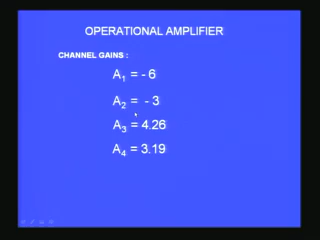 OPERATIONAL AMPLIFIER
CHANNEL GAINS :
A₁ = - 6
A₂ = - 3
A₃ = 4.26
A₄ = 3.19